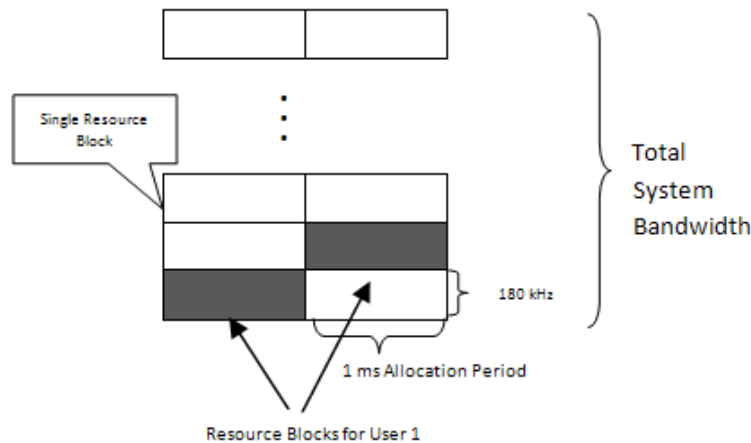 Single Resource
Block
Total
System
Bandwidth
180 kHz
1 ms Allocation Period
Resource Blocks for User 1